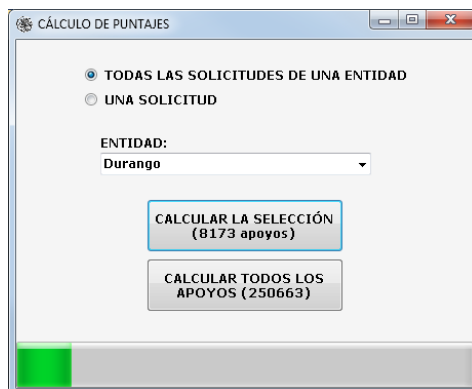 CÁLCULO DE PUNTAJES
TODAS LAS SOLICITUDES DE UNA ENTIDAD
UNA SOLICITUD
ENTIDAD:
Durango
CALCULAR LA SELECCIÓN
(8173 apoyos)
CALCULAR TODOS LOS
APOYOS (250663)